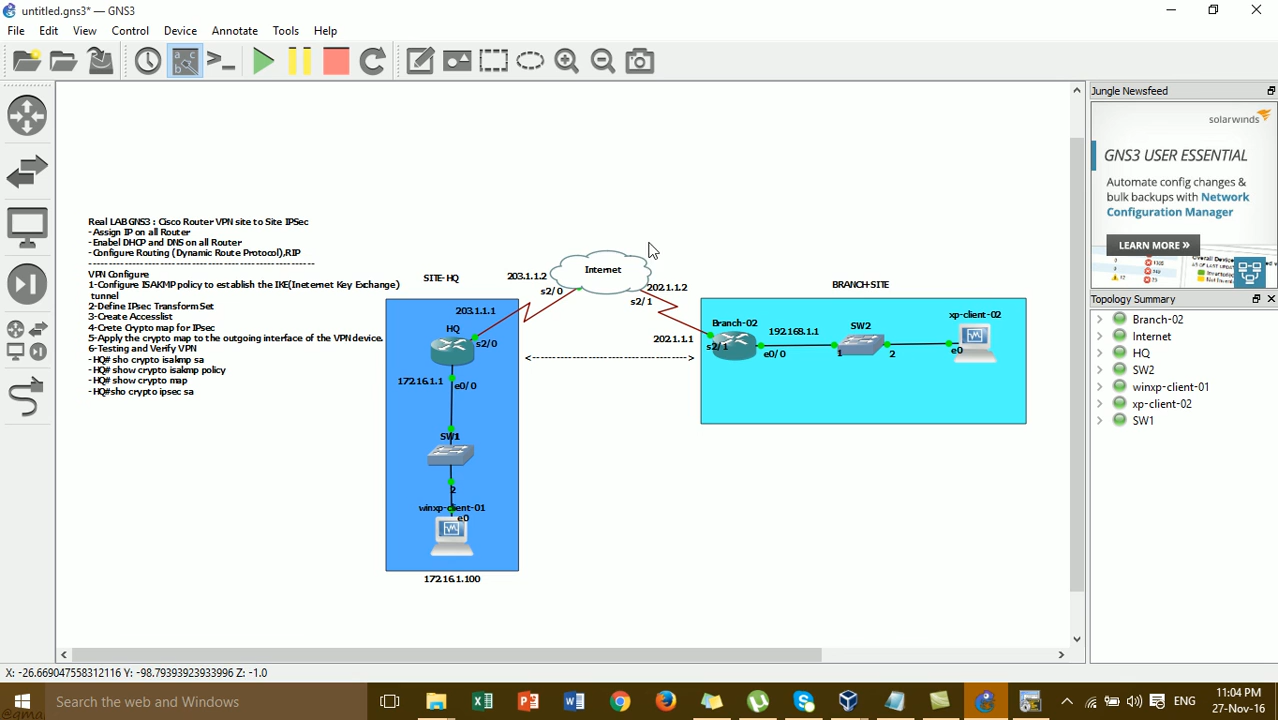 untitled.gns3* — GNS3
File Edit View Control Device Annotate Tools Help
Jungle Newsfeed
solarwinds
GNS3 USER ESSENTIAL
Automate config changes &
bulk backups with Network
Configuration Manager
LEARN MORE »
Topology Summary
Branch-02
Internet
HQ
SW2
winxp-client-01
xp-client-02
SW1
Real LAB GNS3 : Cisco Router VPN site to Site IPSec
- Assign IP on all Router
- Enabel DHCP and DNS on all Router
- Configure Routing (Dynamic Route Protocol),RIP
VPN Configure
1-Configure ISAKMP policy to establish the IKE(Ineternet Key Exchange)
tunnel
2-Define IPsec Transform Set
3-Create Accesslist
4-Crete Crypto map for IPsec
5-Apply the crypto map to the outgoing interface of the VPN device.
6-Testing and Verify VPN
- HQ# sho crypto isakmp sa
- HQ# show crypto isakmp policy
- HQ# show crypto map
- HQ#sho crypto ipsec sa
SITE-HQ
203.1.1.2
Internet
s2/0
202.1.1.2
s2/1
BRANCH-SITE
203.1.1.1
HQ
s2/0
172.16.1.1
e0/0
202.1.1.1
Branch-02
s2/1
192.168.1.1
e0/0
SW2
1
2
xp-client-02
e0
SW1
2
winxp-client-01
e0
172.16.1.100
X: -26.669047558312116 Y: -98.79393923933996 Z: -1.0
Search the web and Windows
ENG
11:04 PM
27-Nov-16